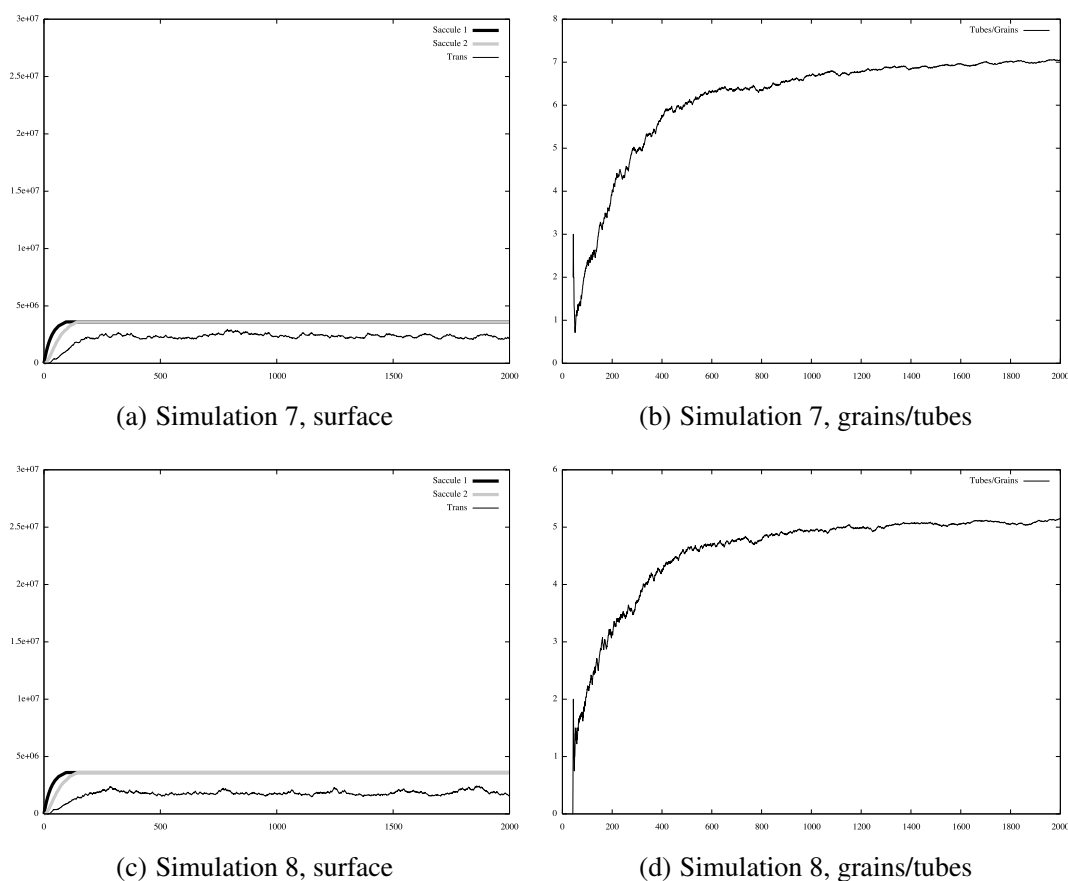 3e+07
2.5e+07
2e+07
1.5e+07
1e+07
5e+06
0
0
500
1000
1500
2000
Saccule 1
Saccule 2
Trans
(a) Simulation 7, surface
8
7
6
5
4
3
2
1
0
0
200
400
600
800
1000
1200
1400
1600
1800
2000
Tubes/Grains
(b) Simulation 7, grains/tubes
3e+07
2.5e+07
2e+07
1.5e+07
1e+07
5e+06
0
0
500
1000
1500
2000
Saccule 1
Saccule 2
Trans
(c) Simulation 8, surface
6
5
4
3
2
1
0
0
200
400
600
800
1000
1200
1400
1600
1800
2000
Tubes/Grains
(d) Simulation 8, grains/tubes